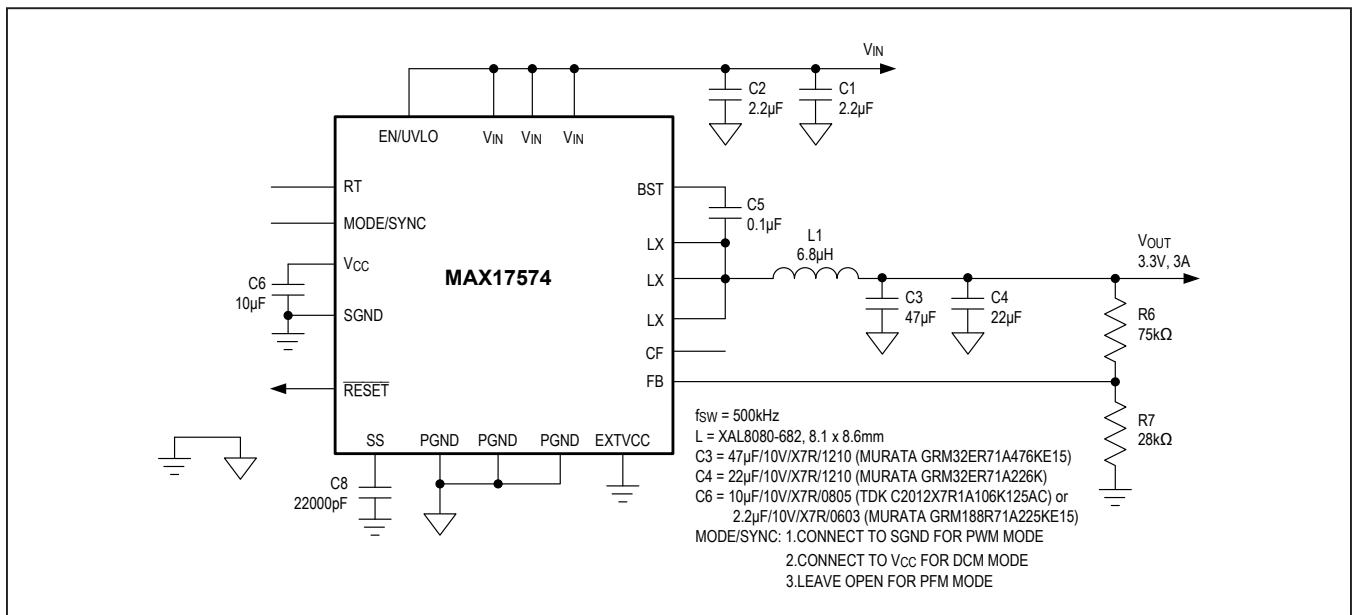 VIN
C2
2.2µF
C1
2.2µF
EN/UVLO
VIN
VIN
VIN
RT
BST
C5
0.1µF
MODE/SYNC
LX
L1
6.8µH
VOUT
3.3V, 3A
VCC
MAX17574
LX
C6
10µF
C3
47µF
C4
22µF
SGND
LX
R6
75kΩ
CF
RESET
FB
R7
28kΩ
SS
PGND
PGND
PGND
EXTVCC
C8
22000pF
fSW = 500kHz
L = XAL8080-682, 8.1 x 8.6mm
C3 = 47µF/10V/X7R/1210 (MURATA GRM32ER71A476KE15)
C4 = 22µF/10V/X7R/1210 (MURATA GRM32ER71A226K)
C6 = 10µF/10V/X7R/0805 (TDK C2012X7R1A106K125AC) or
2.2µF/10V/X7R/0603 (MURATA GRM188R71A225KE15)
MODE/SYNC: 1.CONNECT TO SGND FOR PWM MODE
2.CONNECT TO VCC FOR DCM MODE
3.LEAVE OPEN FOR PFM MODE